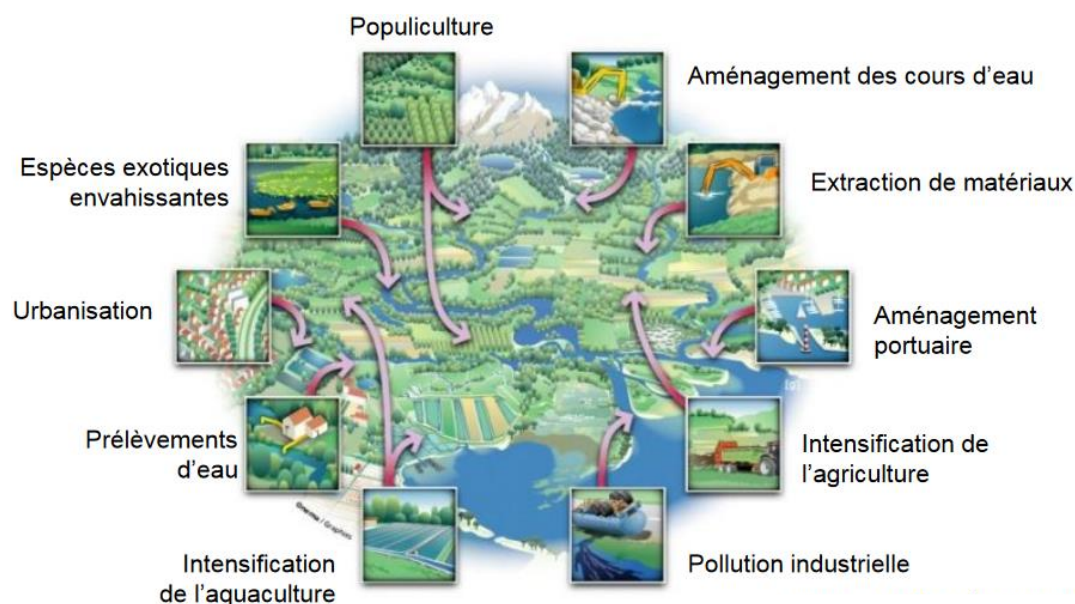 Populiculture
Aménagement des cours d'eau
Espèces exotiques
envahissantes
Extraction de matériaux
Urbanisation
Aménagement
portuaire
Prélèvements
d'eau
Intensification de
l'agriculture
Intensification
de l'aquaculture
Pollution industrielle